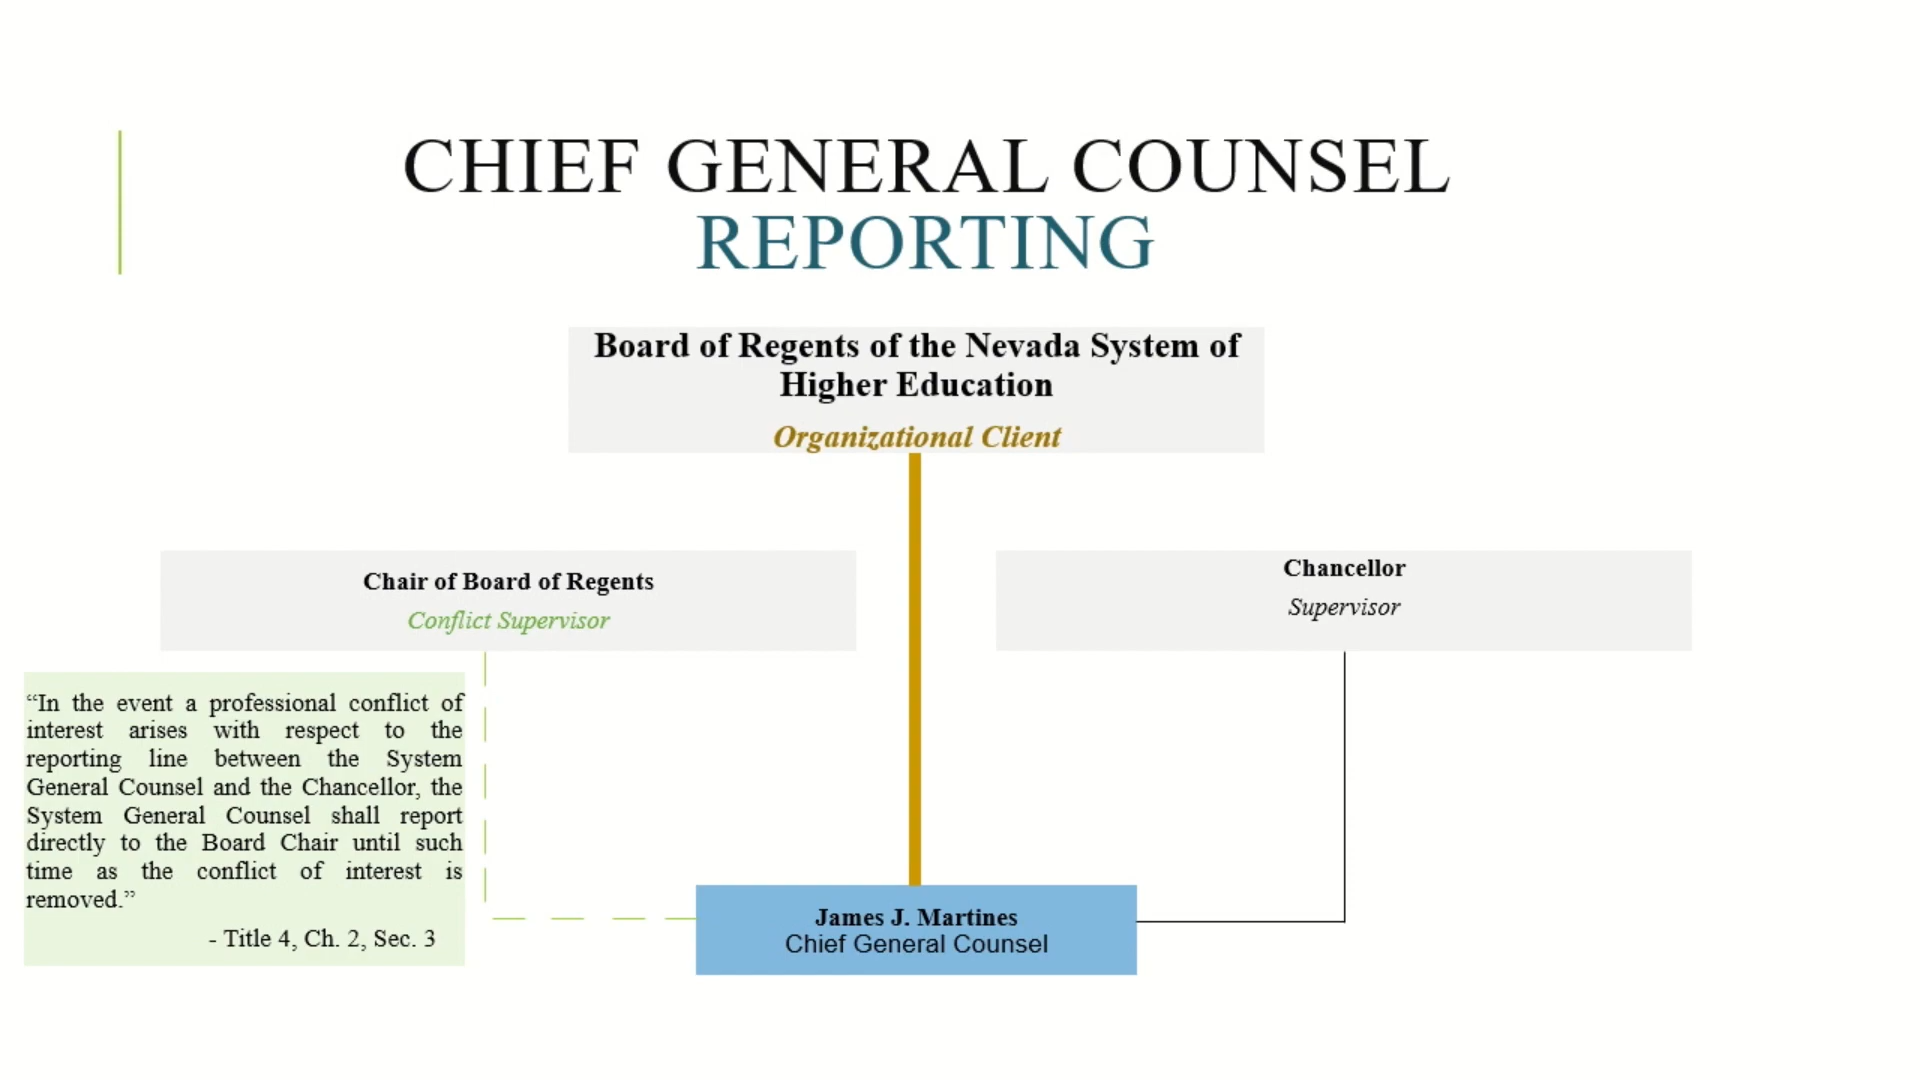 CHIEF GENERAL COUNSEL
REPORTING
Board of Regents of the Nevada System of
Higher Education
Organizational Client
Chair of Board of Regents
Conflict Supervisor
Chancellor
Supervisor
“In the event a professional conflict of
interest arises with respect to the
reporting line between the System
General Counsel and the Chancellor, the
System General Counsel shall report
directly to the Board Chair until such
time as the conflict of interest is
removed.”
- Title 4, Ch. 2, Sec. 3
James J. Martines
Chief General Counsel